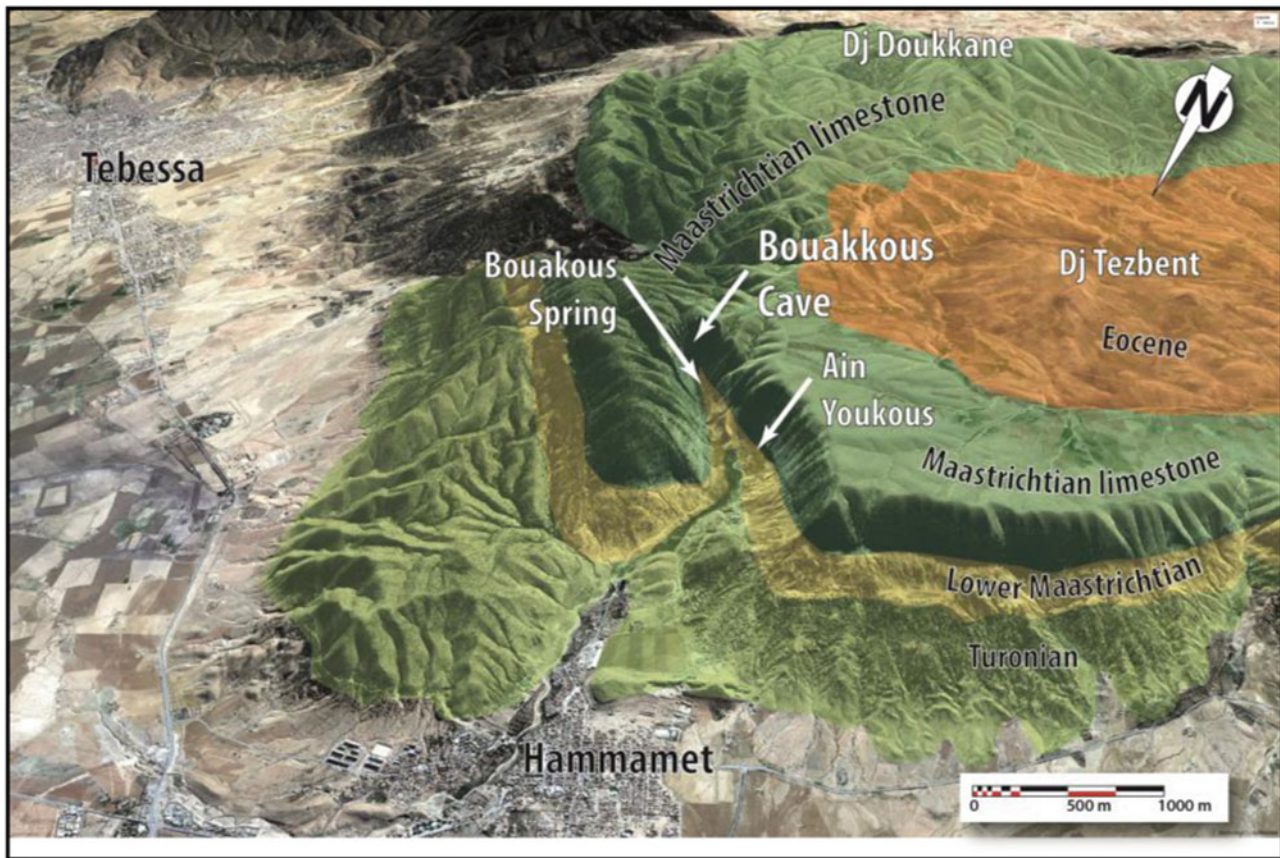 Dj Doukkane
N
Maastrichtian limestone
Tebessa
Bouakous
Spring
Bouakkous
Cave
Dj Tezbent
Eocene
Ain
Youkous
Maastrichtian limestone
Lower Maastrichtian
Turonian
Hammamet
0 500 m 1000 m